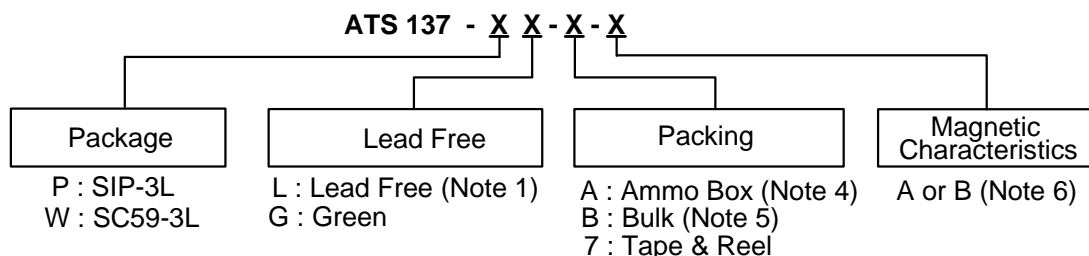 ATS 137 - X X - X - X
Package
Lead Free
Packing
Magnetic
Characteristics
P : SIP-3L
W : SC59-3L
L : Lead Free (Note 1)
G : Green
A : Ammo Box (Note 4)
B : Bulk (Note 5)
7 : Tape & Reel
A or B (Note 6)